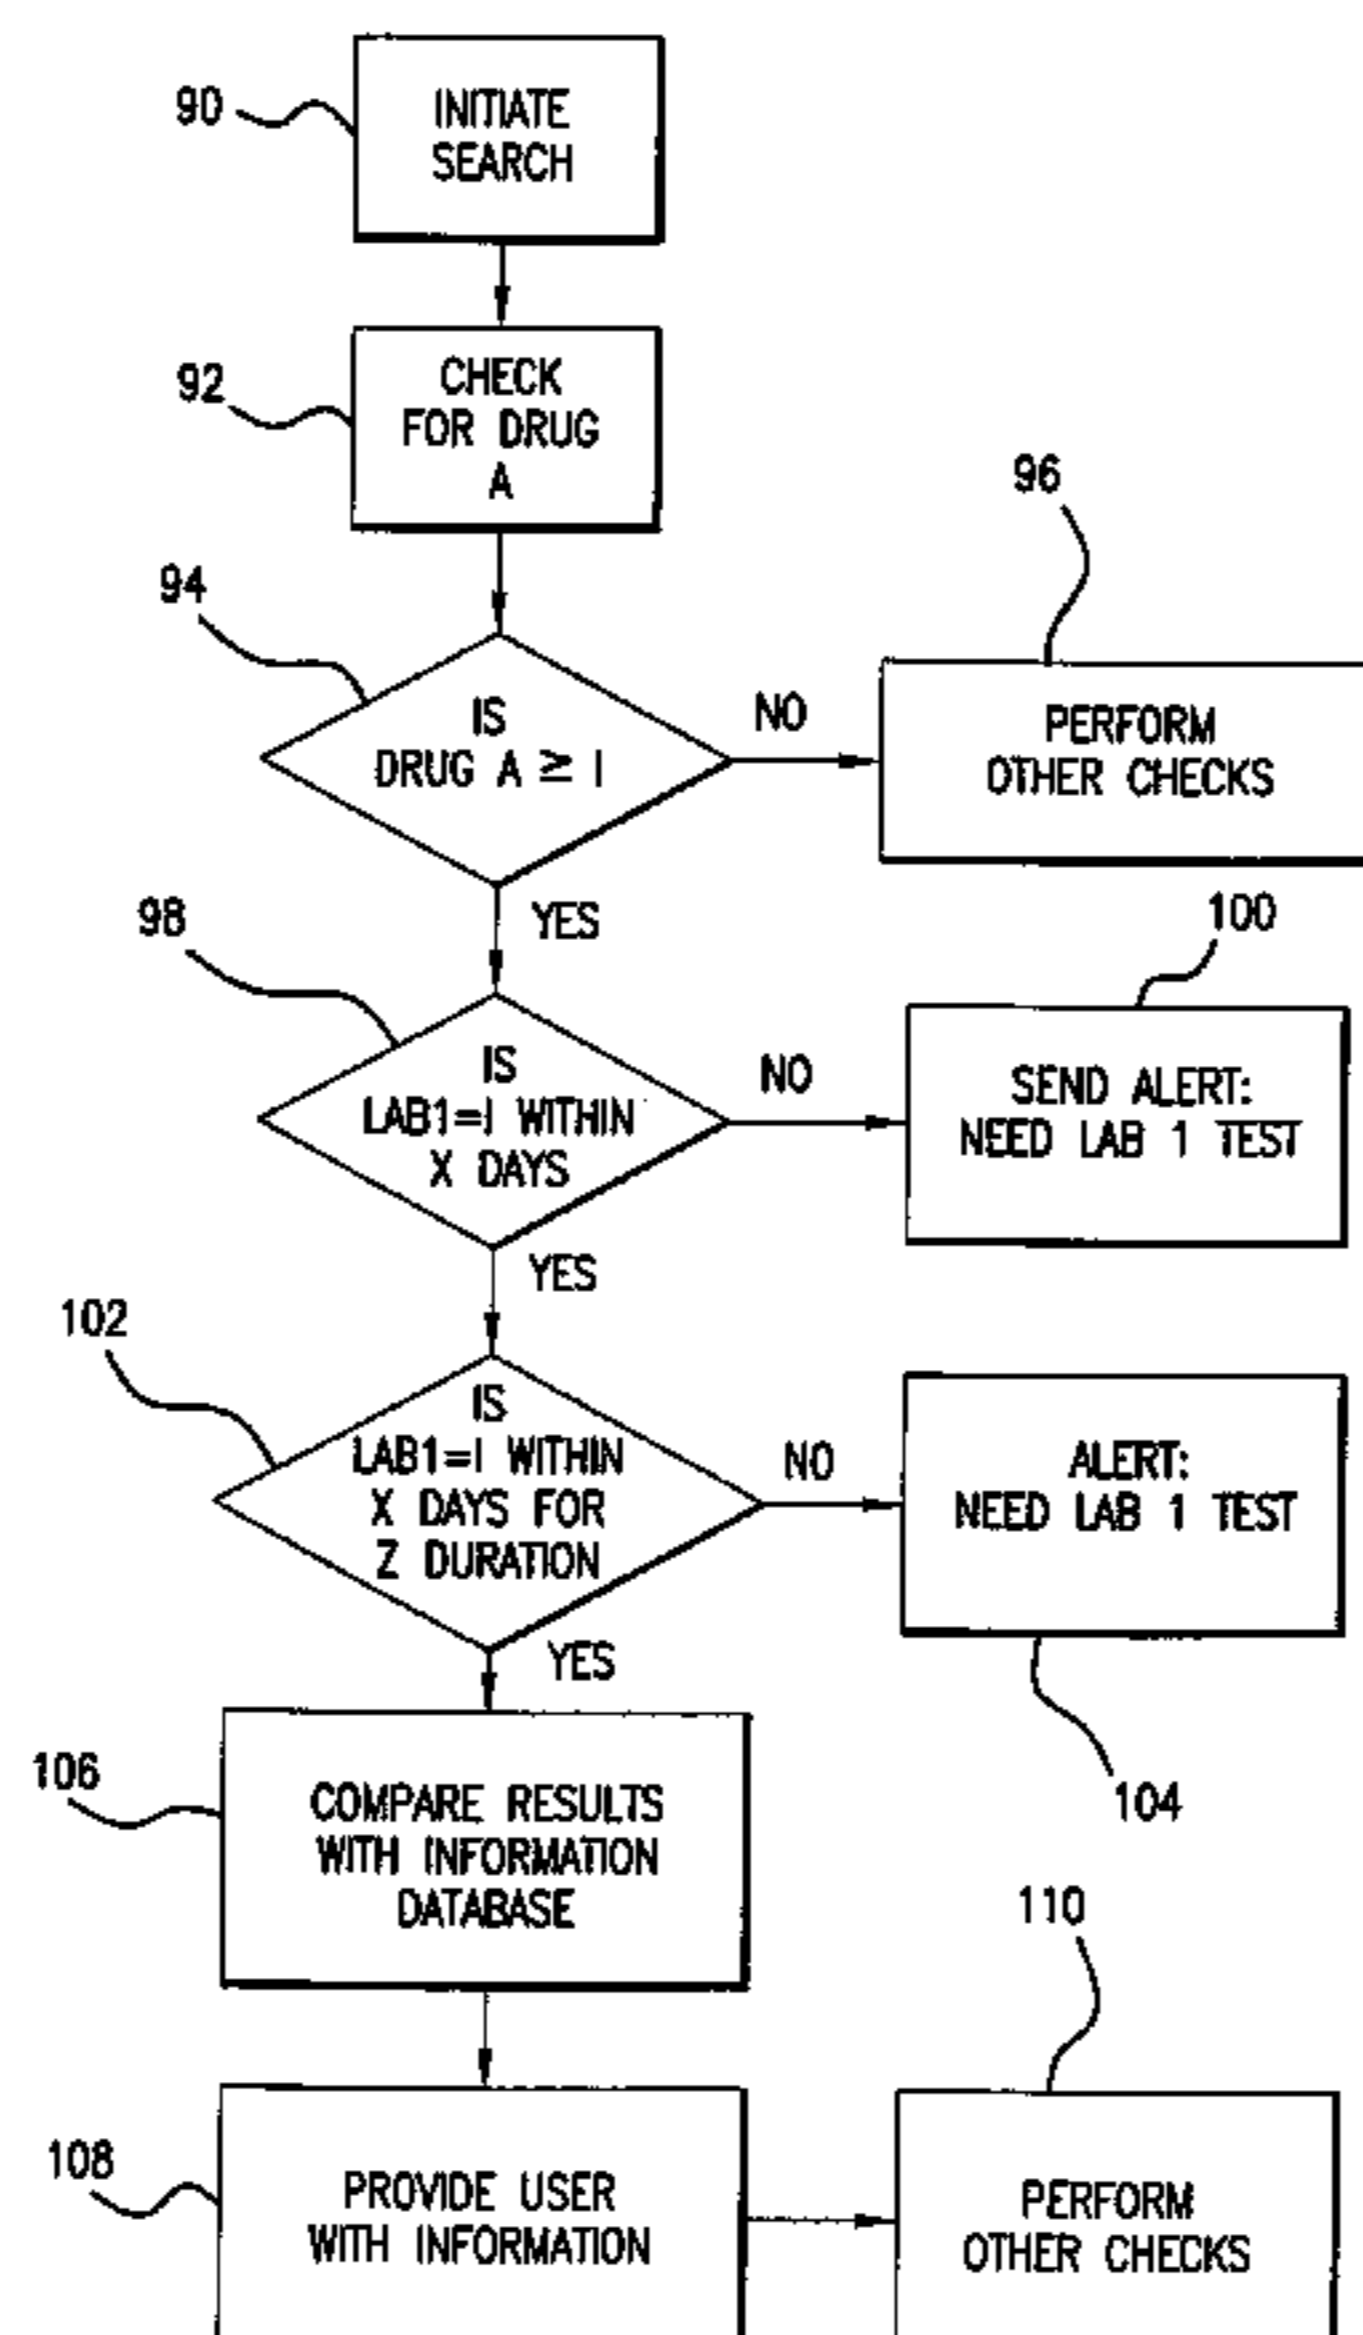 90
INITIATE
SEARCH
92
CHECK
FOR DRUG
A
96
94
IS
DRUG A ≥ 1
NO
PERFORM
OTHER CHECKS
YES
98
100
IS
LAB1=1 WITHIN
X DAYS
NO
SEND ALERT:
NEED LAB 1 TEST
YES
102
IS
LAB1=1 WITHIN
X DAYS FOR
Z DURATION
NO
ALERT:
NEED LAB 1 TEST
YES
104
106
COMPARE RESULTS
WITH INFORMATION
DATABASE
110
108
PROVIDE USER
WITH INFORMATION
PERFORM
OTHER CHECKS